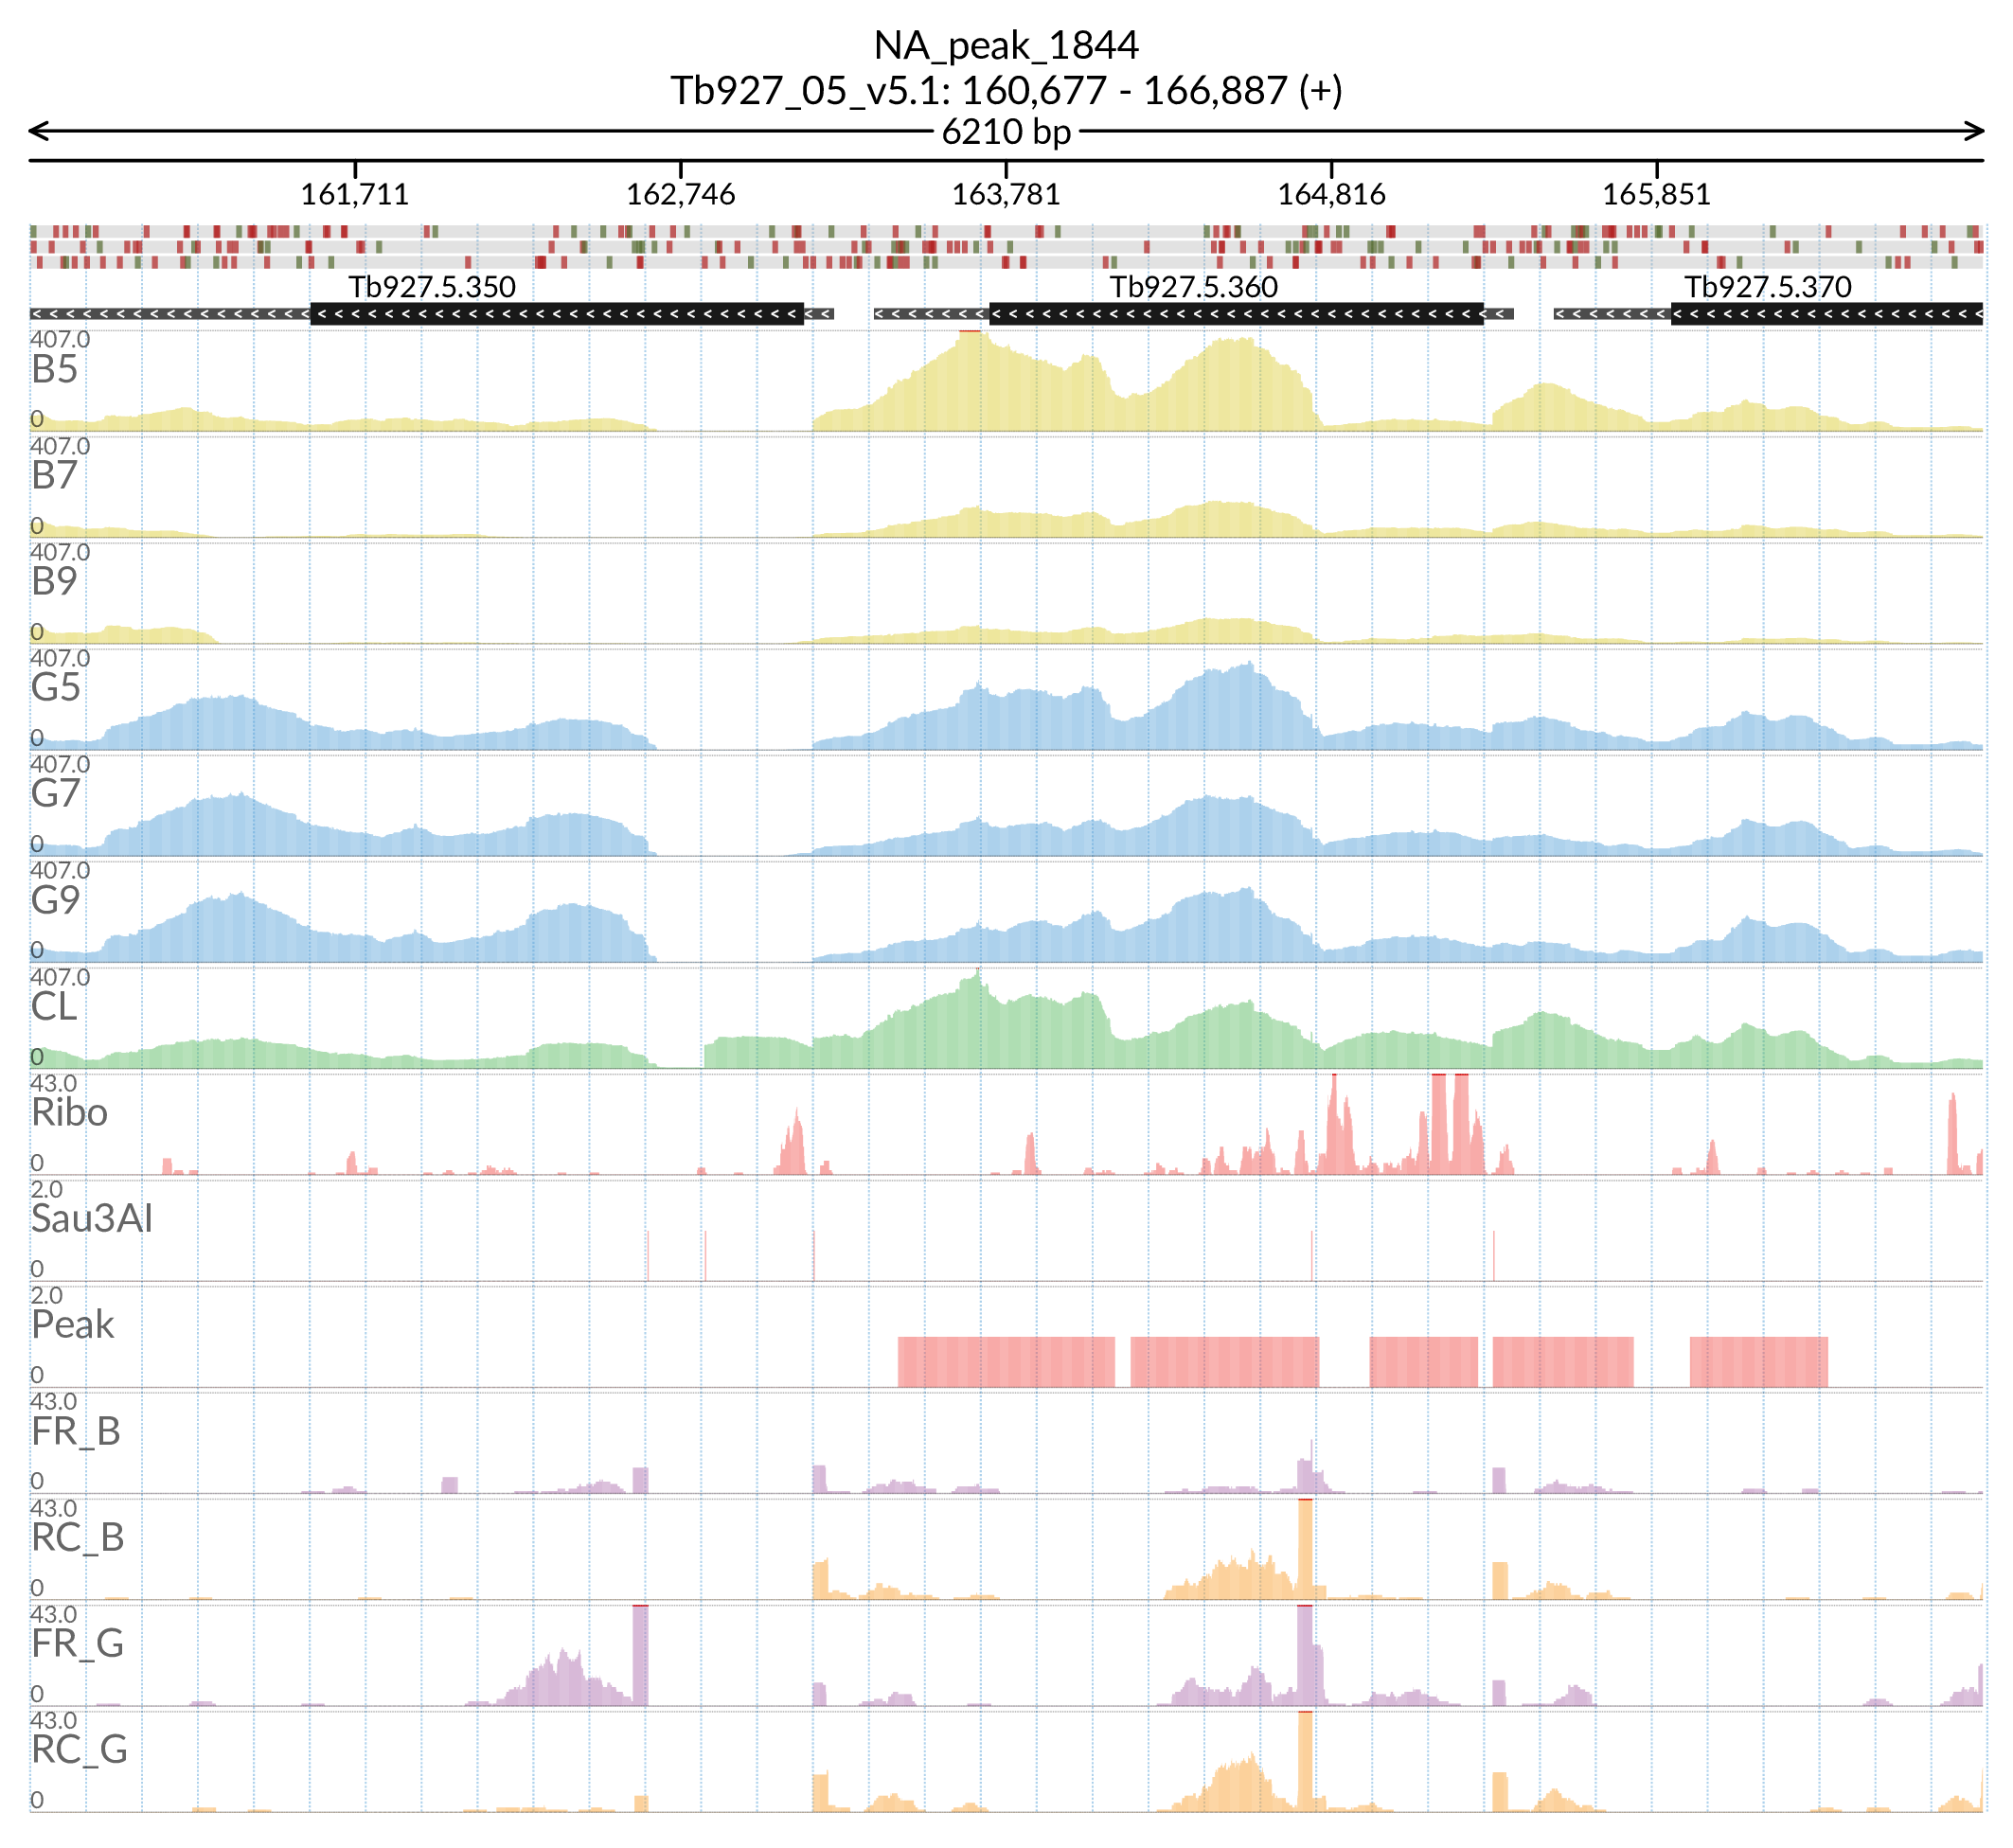 NA_peak_1844
Tb927_05_v5.1: 160,677 - 166,887 (+)
6210 bp
161,711 162,746 163,781 164,816 165,851
Tb927.5.350 Tb927.5.360 Tb927.5.370
407.0
B5
0
407.0
B7
0
407.0
B9
0
407.0
G5
0
407.0
G7
0
407.0
G9
0
407.0
CL
0
43.0
Ribo
0
2.0
Sau3AI
0
2.0
Peak
0
43.0
FR_B
0
43.0
RC_B
0
43.0
FR_G
0
43.0
RC_G
0